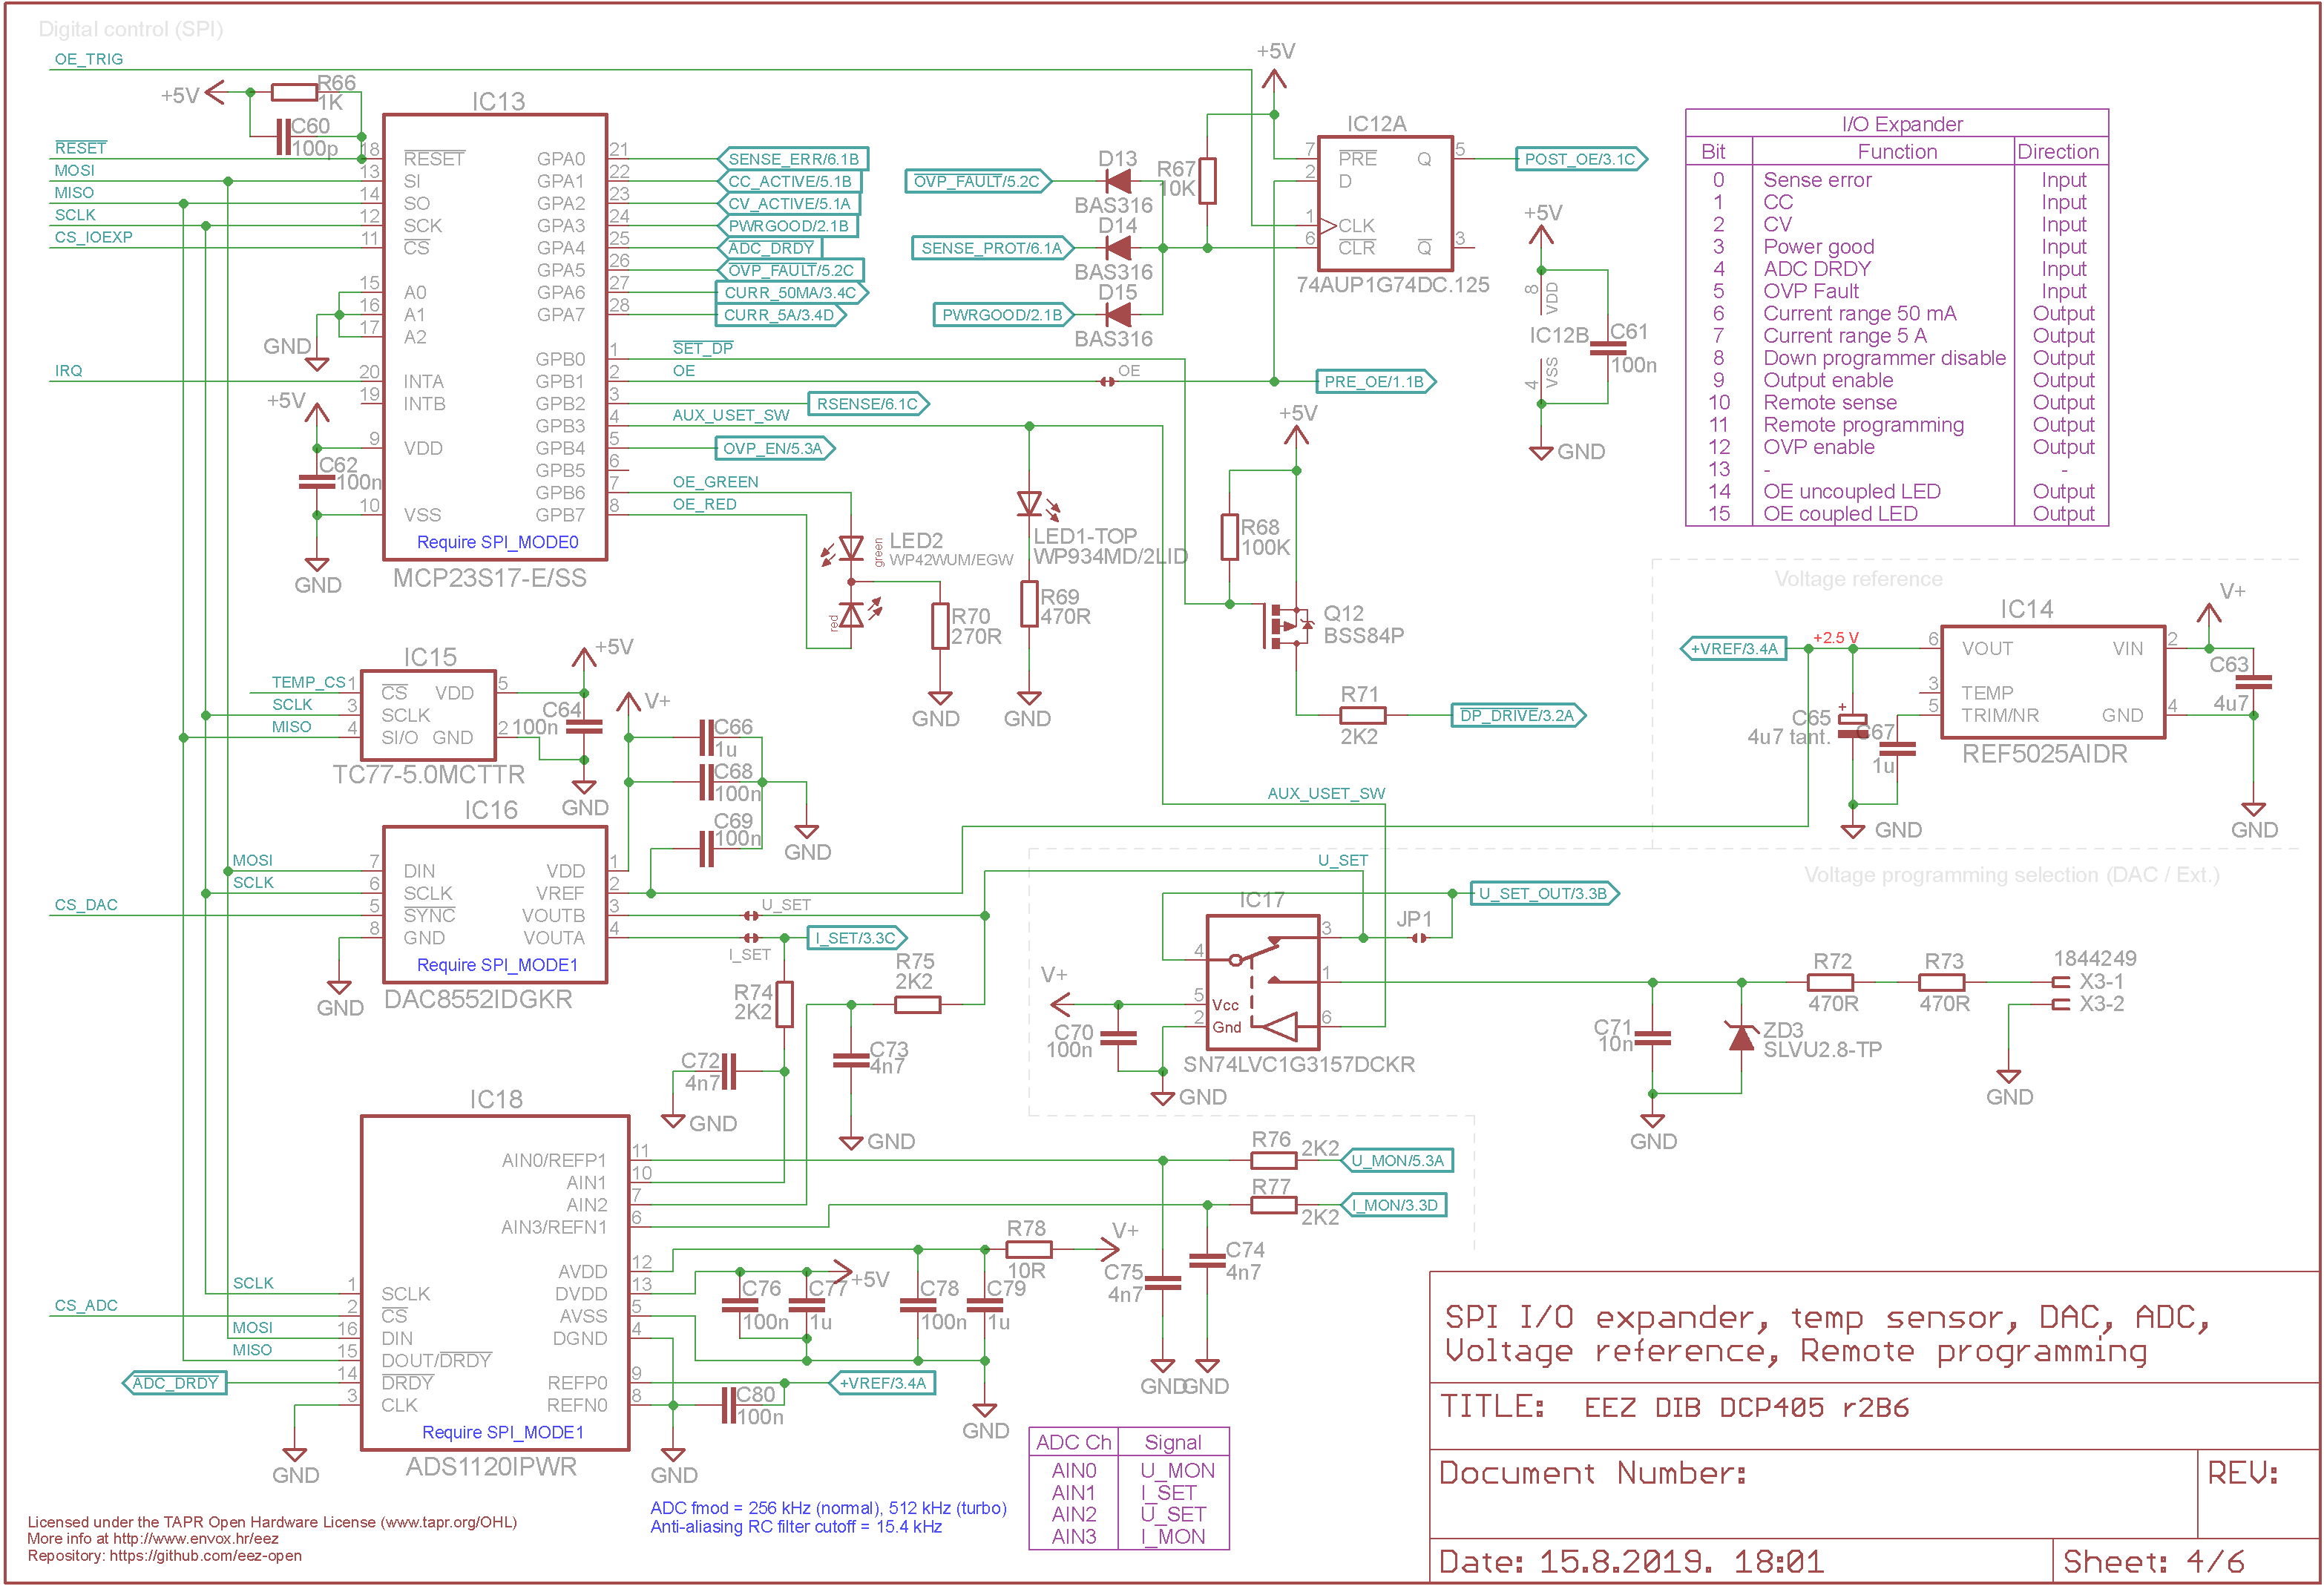 Digital control (SPI)
OE_TRIG
+5V
R66
1K
C60
100p
RESET
MOSI
MISO
SCLK
CS_IOEXP
IRQ
IC13
18 RESET GPA0 21
13 SI GPA1 22
14 SO GPA2 23
12 SCK GPA3 24
11 CS GPA4 25
GPA5 26
15 A0 GPA6 27
16 A1 GPA7 28
17 A2
GPB0 1
20 INTA GPB1 2
19 INTB GPB2 3
GPB3 4
9 VDD GPB4 5
GPB5 6
GPB6 7
10 VSS GPB7 8
Require SPI_MODE0
MCP23S17-E/SS
GND
+5V
C62
100n
GND
SENSE_ERR/6.1B
CC_ACTIVE/5.1B
CV_ACTIVE/5.1A
PWRGOOD/2.1B
ADC_DRDY
OVP_FAULT/5.2C
CURR_50MA/3.4C
CURR_5A/3.4D
SET_DP
OE
RSENSE/6.1C
AUX_USET_SW
OVP_EN/5.3A
OE_GREEN
OE_RED
OVP_FAULT/5.2C
D13
BAS316
SENSE_PROT/6.1A
D14
BAS316
PWRGOOD/2.1B
D15
BAS316
R67
10K
+5V
IC12A
7 PRE Q 5
2 D
1 CLK
6 CLR Q 3
74AUP1G74DC.125
POST_OE/3.1C
OE
PRE_OE/1.1B
+5V
8 VDD
IC12B
4 VSS
C61
100n
GND
I/O Expander
Bit Function Direction
0 Sense error Input
1 CC Input
2 CV Input
3 Power good Input
4 ADC DRDY Input
5 OVP Fault Input
6 Current range 50 mA Output
7 Current range 5 A Output
8 Down programmer disable Output
9 Output enable Output
10 Remote sense Output
11 Remote programming Output
12 OVP enable Output
13 - -
14 OE uncoupled LED Output
15 OE coupled LED Output
green
red
LED2
WP42WUM/EGW
R70
270R
GND
LED1-TOP
WP934MD/2LID
R69
470R
GND
+5V
R68
100K
Q12
BSS84P
R71
2K2
DP_DRIVE/3.2A
Voltage reference
+VREF/3.4A
+2.5 V
IC14
6 VOUT VIN 2
3 TEMP
5 TRIM/NR GND 4
REF5025AIDR
V+
C63
4u7
GND
+
C65
4u7 tant.
C67
1u
GND
IC15
TEMP_CS 1 CS VDD 5
SCLK 3 SCLK
MISO 4 SI/O GND 2
TC77-5.0MCTTR
+5V
C64
100n
GND
V+
C66
1u
C68
100n
C69
100n
GND
IC16
MOSI 7 DIN VDD 1
SCLK 6 SCLK VREF 2
CS_DAC 5 SYNC VOUTB 3
8 GND VOUTA 4
Require SPI_MODE1
DAC8552IDGKR
GND
U_SET
I_SET
I_SET/3.3C
R74
2K2
R75
2K2
C72
4n7
GND
C73
4n7
GND
AUX_USET_SW
U_SET
Voltage programming selection (DAC / Ext.)
U_SET_OUT/3.3B
IC17
JP1
4 3
1
5 Vcc
2 Gnd 6
SN74LVC1G3157DCKR
V+
C70
100n
GND
C71
10n
ZD3
SLVU2.8-TP
GND
R72
470R
R73
470R
1844249
X3-1
X3-2
GND
IC18
AIN0/REFP1 11
AIN1 10
AIN2 7
AIN3/REFN1 6
AVDD 12
DVDD 13
SCLK 1 SCLK
AVSS 5
CS_ADC 2 CS
MOSI 16 DIN DGND 4
MISO 15 DOUT/DRDY
ADC_DRDY 14 DRDY REFP0 9
3 CLK REFN0 8
Require SPI_MODE1
ADS1120IPWR
GND
GND
R76
2K2
U_MON/5.3A
R77
2K2
I_MON/3.3D
R78
10R
V+
C75
4n7
C74
4n7
GND
GND
+5V
C76
100n
C77
1u
C78
100n
C79
1u
GND
C80
100n
+VREF/3.4A
ADC Ch Signal
AIN0 U_MON
AIN1 I_SET
AIN2 U_SET
AIN3 I_MON
ADC fmod = 256 kHz (normal), 512 kHz (turbo)
Anti-aliasing RC filter cutoff = 15.4 kHz
Licensed under the TAPR Open Hardware License (www.tapr.org/OHL)
More info at http://www.envox.hr/eez
Repository: https://github.com/eez-open
SPI I/O expander, temp sensor, DAC, ADC,
Voltage reference, Remote programming
TITLE: EEZ DIB DCP405 r2B6
Document Number:
REV:
Date: 15.8.2019. 18:01
Sheet: 4/6